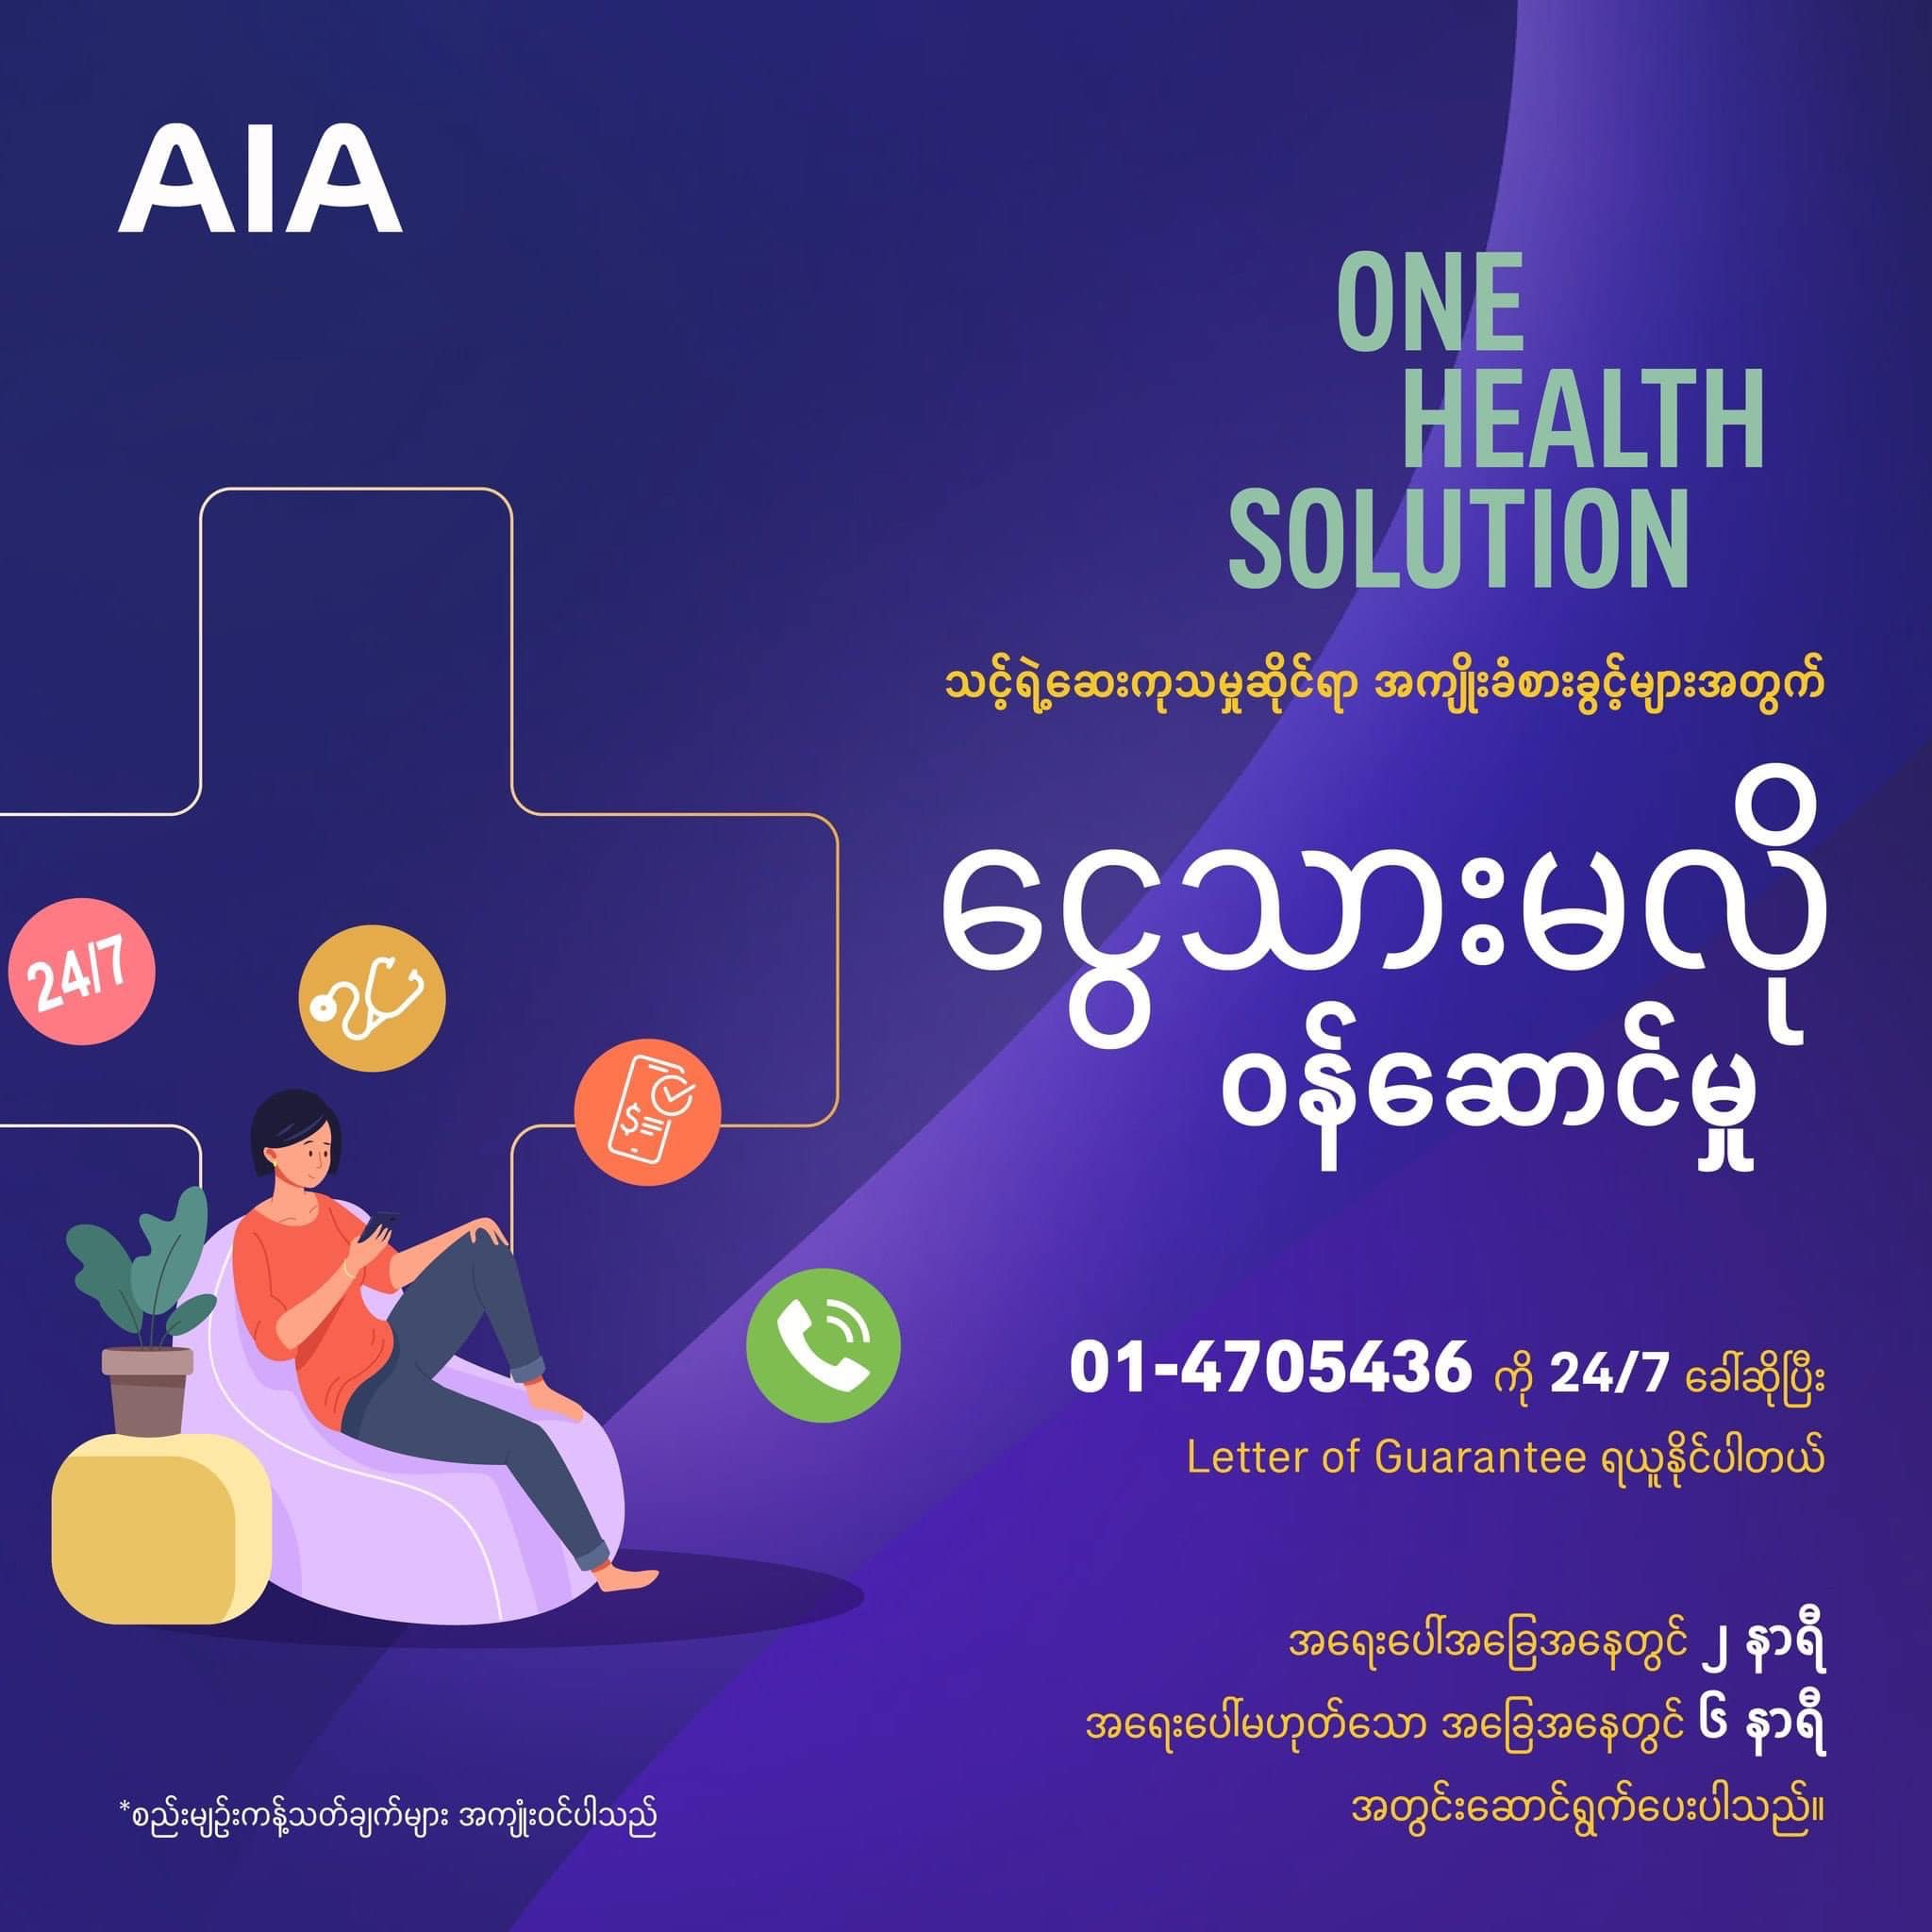 AIA
ONE
HEALTH
SOLUTION
သင့်ရဲ့ဆေးကုသမှုဆိုင်ရာ အကျိုးခံစားခွင့်များအတွက်
ငွေသားမလို
ဝန်ဆောင်မှု
24/7
$
01-4705436 ကို 24/7 ခေါ်ဆိုပြီး
Letter of Guarantee ရယူနိုင်ပါတယ်
အရေးပေါ်အခြေအနေတွင် ၂ နာရီ
အရေးပေါ်မဟုတ်သော အခြေအနေတွင် ၆ နာရီ
အတွင်းဆောင်ရွက်ပေးပါသည်။
*စည်းမျဉ်းကန့်သတ်ချက်များ အကျုံးဝင်ပါသည်